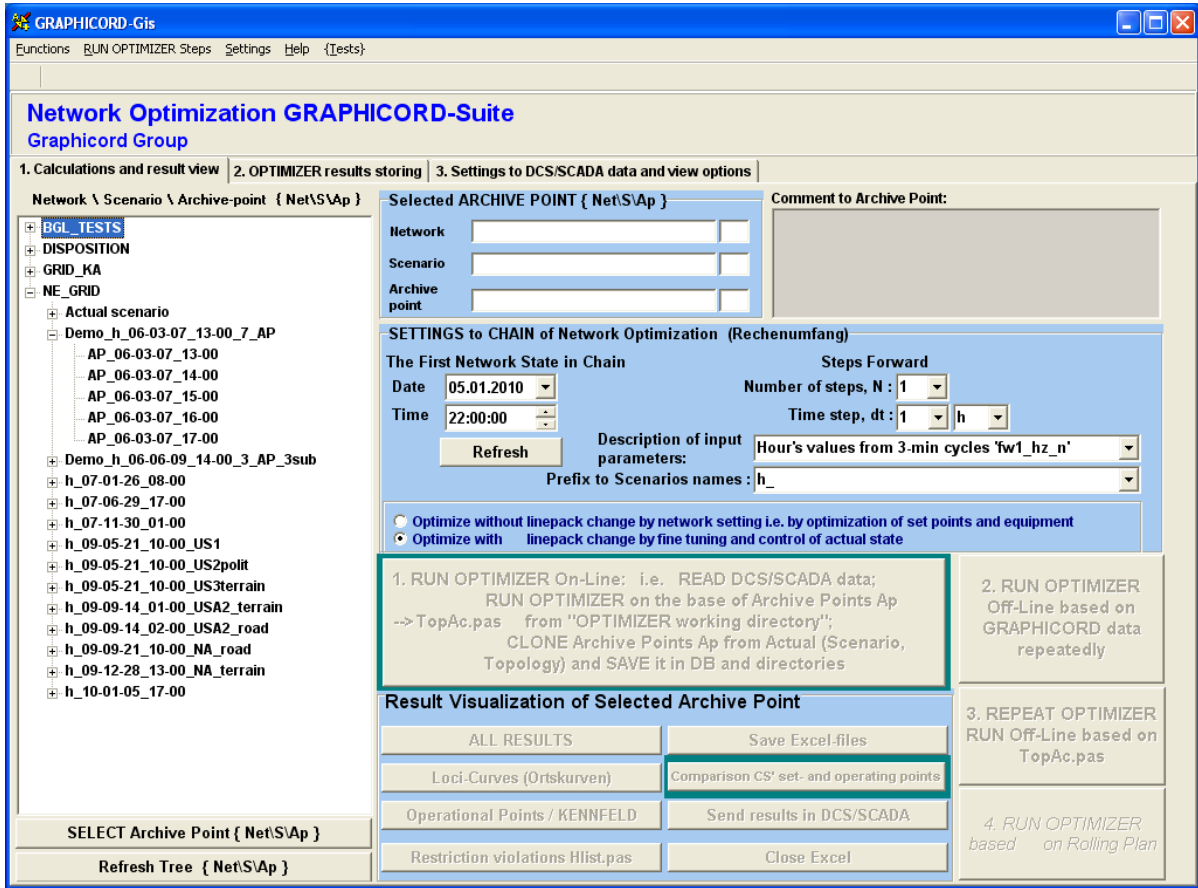 GRAPHICORD-Gis
Functions RUN OPTIMIZER Steps Settings Help {Tests}
Network Optimization GRAPHICORD-Suite
Graphicord Group
1. Calculations and result view 2. OPTIMIZER results storing 3. Settings to DCS/SCADA data and view options
Network \ Scenario \ Archive-point { Net\S\Ap }
BGL_TESTS
DISPOSITION
GRID_KA
NE_GRID
Actual scenario
Demo_h_06-03-07_13-00_7_AP
AP_06-03-07_13-00
AP_06-03-07_14-00
AP_06-03-07_15-00
AP_06-03-07_16-00
AP_06-03-07_17-00
Demo_h_06-06-09_14-00_3_AP_3sub
h_07-01-26_08-00
h_07-06-29_17-00
h_07-11-30_01-00
h_09-05-21_10-00_US1
h_09-05-21_10-00_US2polit
h_09-05-21_10-00_US3terrain
h_09-09-14_01-00_USA2_terrain
h_09-09-14_02-00_USA2_road
h_09-09-21_10-00_NA_road
h_09-12-28_13-00_NA_terrain
h_10-01-05_17-00
SELECT Archive Point { Net\S\Ap }
Refresh Tree { Net\S\Ap }
Selected ARCHIVE POINT { Net\S\Ap }
Network
Scenario
Archive
point
Comment to Archive Point:
SETTINGS to CHAIN of Network Optimization (Rechenumfang)
The First Network State in Chain
Date 05.01.2010
Time 22:00:00
Refresh
Steps Forward
Number of steps, N : 1
Time step, dt : 1 h
Description of input
parameters:
Hour's values from 3-min cycles 'fw1_hz_n'
Prefix to Scenarios names : h_
Optimize without linepack change by network setting i.e. by optimization of set points and equipment
Optimize with linepack change by fine tuning and control of actual state
1. RUN OPTIMIZER On-Line: i.e. READ DCS/SCADA data;
RUN OPTIMIZER on the base of Archive Points Ap
--> TopAc.pas from "OPTIMIZER working directory";
CLONE Archive Points Ap from Actual (Scenario,
Topology) and SAVE it in DB and directories
2. RUN OPTIMIZER
Off-Line based on
GRAPHICORD data
repeatedly
3. REPEAT OPTIMIZER
RUN Off-Line based on
TopAc.pas
4. RUN OPTIMIZER
based on Rolling Plan
Result Visualization of Selected Archive Point
ALL RESULTS
Save Excel-files
Loci-Curves (Ortskurven)
Comparison CS' set- and operating points
Operational Points / KENNFELD
Send results in DCS/SCADA
Restriction violations Hlist.pas
Close Excel